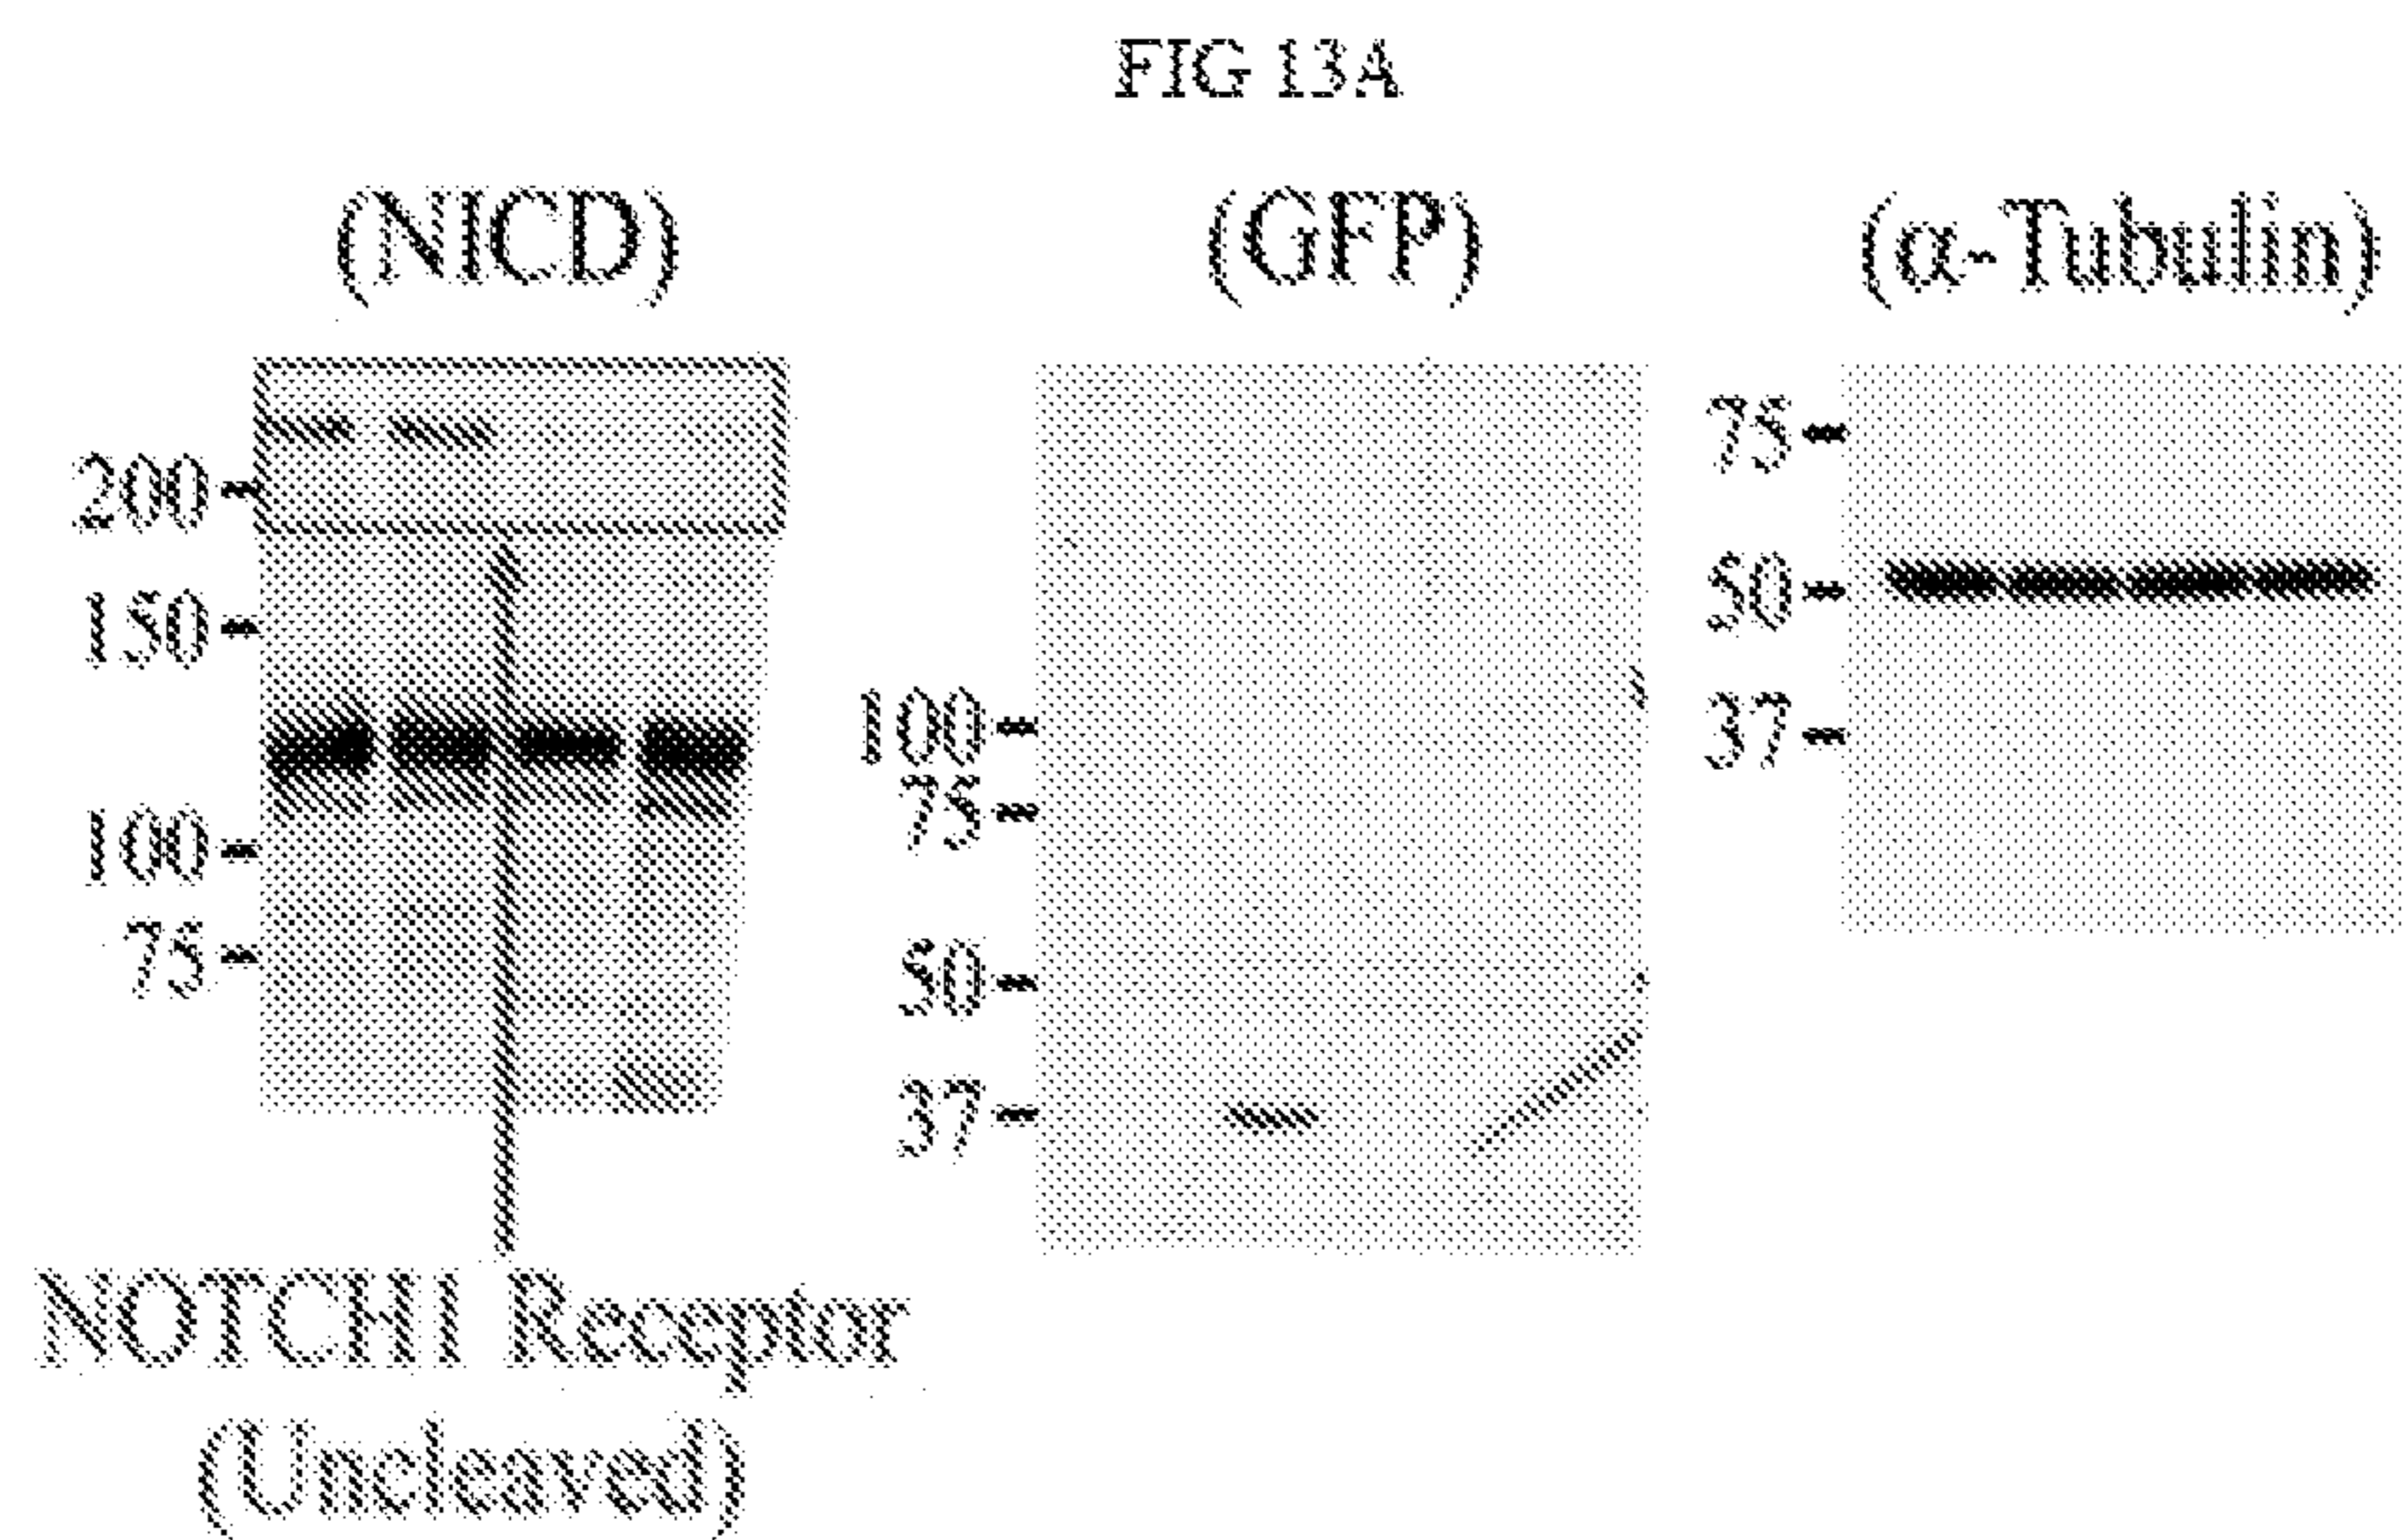 FIG 13A
(NICD)
200
150
100
75
NOTCH1 Receptor
(Uncleaved)
(GFP)
100
75
50
37
(α-Tubulin)
75
50
37